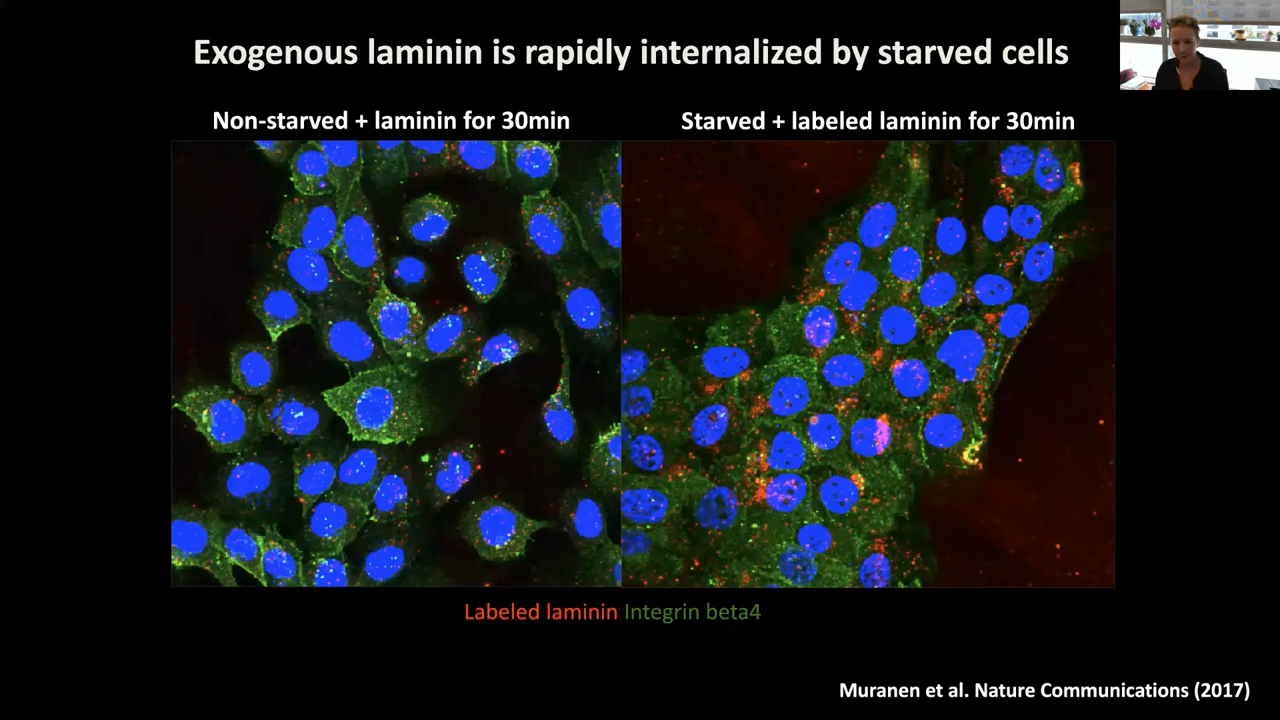 Exogenous laminin is rapidly internalized by starved cells
Non-starved + laminin for 30min
Starved + labeled laminin for 30min
Labeled laminin Integrin beta4
Muranen et al. Nature Communications (2017)